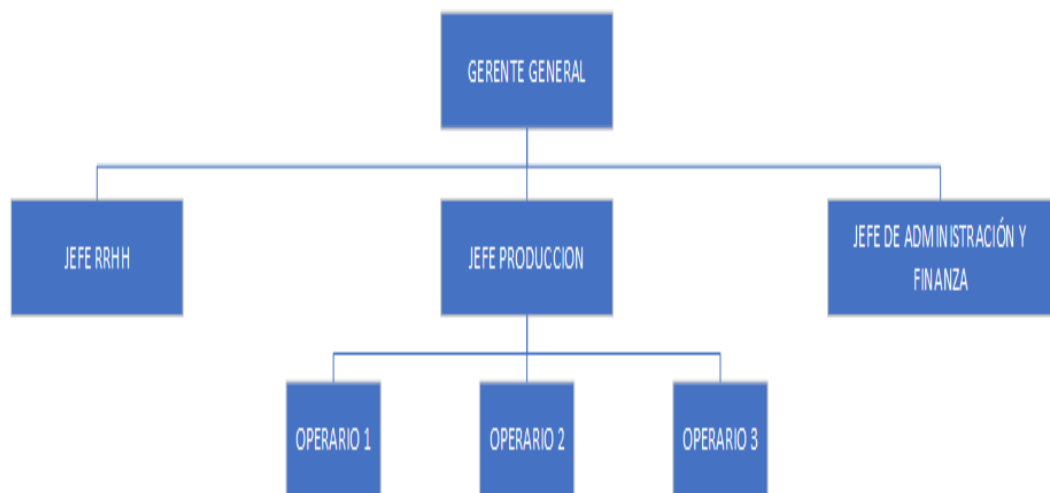 GERENTE GENERAL
JEFE RRHH
JEFE PRODUCCION
JEFE DE ADMINISTRACIÓN Y
FINANZA
OPERARIO 1
OPERARIO 2
OPERARIO 3